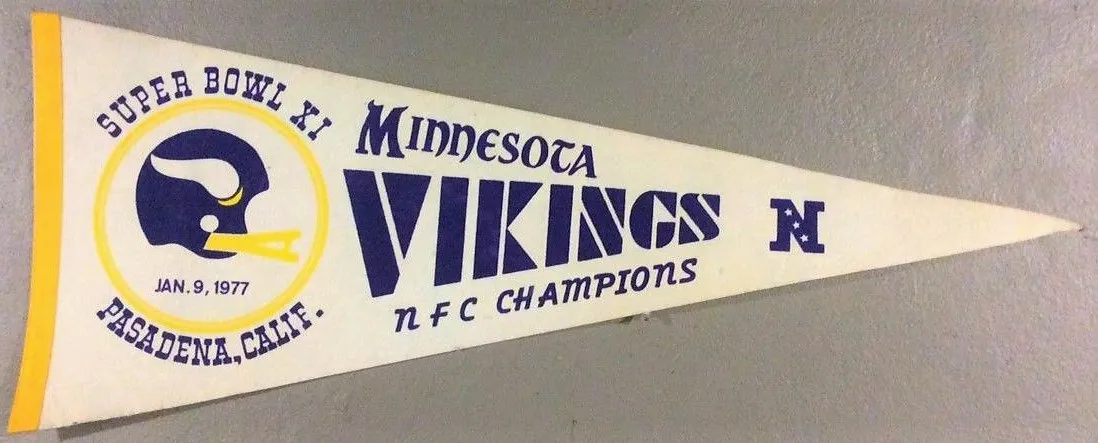 SUPER BOWL XI
JAN. 9, 1977
PASADENA, CALIF.
MINNESOTA
VIKINGS
NFC CHAMPIONS
N